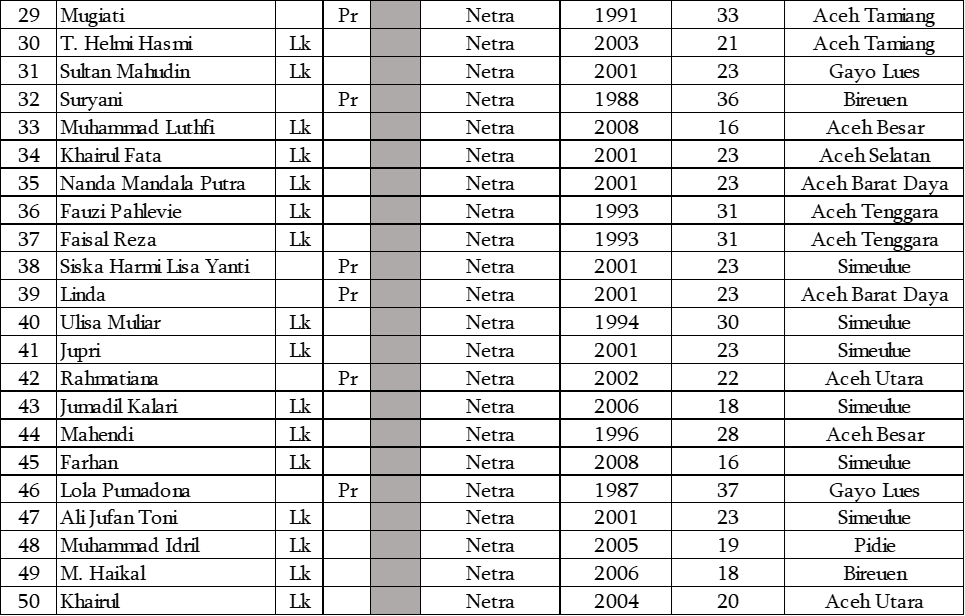 29 Mugiati Pr Netra 1991 33 Aceh Tamiang
30 T. Helmi Hasmi Lk Netra 2003 21 Aceh Tamiang
31 Sultan Mahudin Lk Netra 2001 23 Gayo Lues
32 Suryani Pr Netra 1988 36 Bireuen
33 Muhammad Luthfi Lk Netra 2008 16 Aceh Besar
34 Khairul Fata Lk Netra 2001 23 Aceh Selatan
35 Nanda Mandala Putra Lk Netra 2001 23 Aceh Barat Daya
36 Fauzi Pahlevie Lk Netra 1993 31 Aceh Tenggara
37 Faisal Reza Lk Netra 1993 31 Aceh Tenggara
38 Siska Harmi Lisa Yanti Pr Netra 2001 23 Simeulue
39 Linda Pr Netra 2001 23 Aceh Barat Daya
40 Ulisa Muliar Lk Netra 1994 30 Simeulue
41 Jupri Lk Netra 2001 23 Simeulue
42 Rahmatiana Pr Netra 2002 22 Aceh Utara
43 Jumadil Kalari Lk Netra 2006 18 Simeulue
44 Mahendi Lk Netra 1996 28 Aceh Besar
45 Farhan Lk Netra 2008 16 Simeulue
46 Lola Pumadona Pr Netra 1987 37 Gayo Lues
47 Ali Jufan Toni Lk Netra 2001 23 Simeulue
48 Muhammad Idril Lk Netra 2005 19 Pidie
49 M. Haikal Lk Netra 2006 18 Bireuen
50 Khairul Lk Netra 2004 20 Aceh Utara